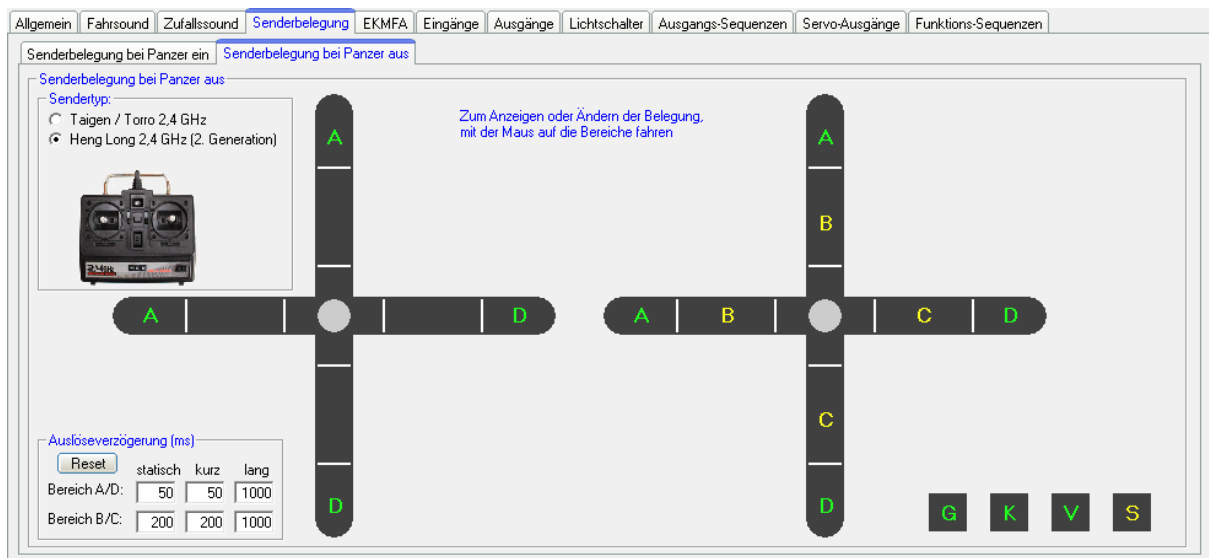 Allgemein Fahrsound Zufallssound Senderbelegung EKMFA Eingänge Ausgänge Lichtschalter Ausgangs-Sequenzen Servo-Ausgänge Funktions-Sequenzen
Senderbelegung bei Panzer ein Senderbelegung bei Panzer aus
Senderbelegung bei Panzer aus
Sendertyp:
Taigen / Torro 2,4 GHz
Heng Long 2,4 GHz (2. Generation)
Zum Anzeigen oder Ändern der Belegung,
mit der Maus auf die Bereiche fahren
A A
B
A D A B C D
C
D D
Auslöseverzögerung (ms)
Reset statisch kurz lang
Bereich A/D: 50 50 1000
Bereich B/C: 200 200 1000
G K V S